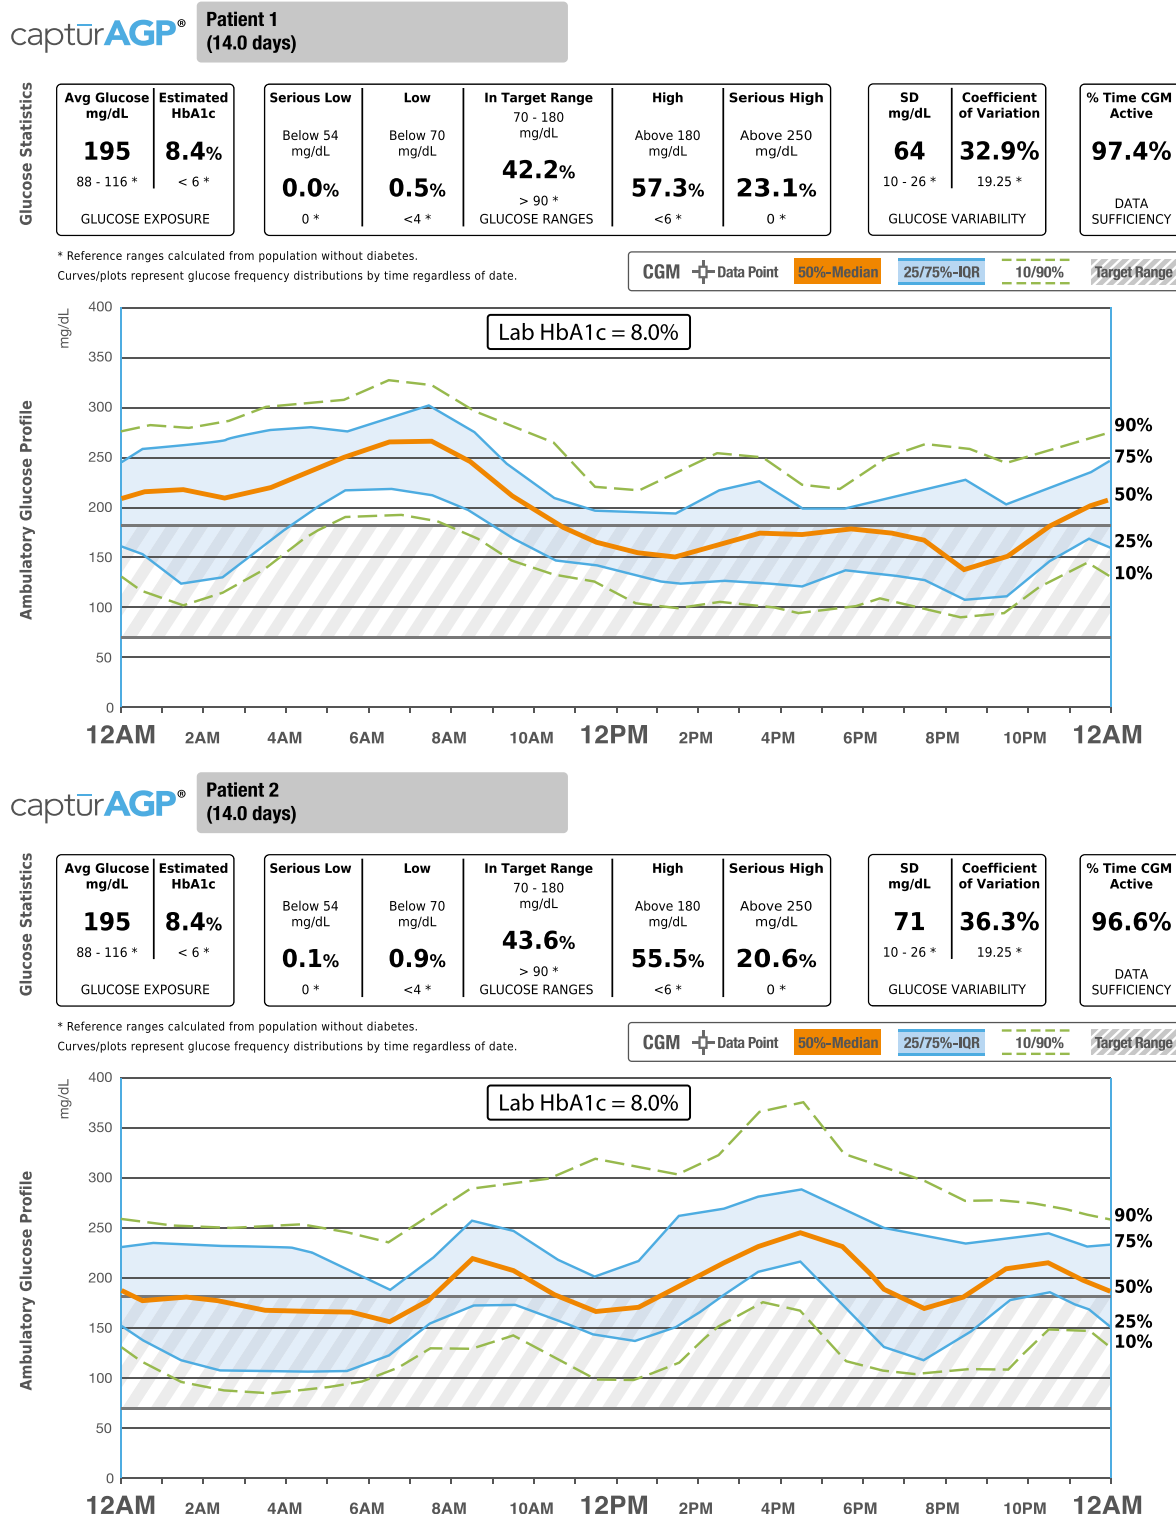 captūrAGP®
Patient 1
(14.0 days)
Glucose Statistics
Avg Glucose mg/dL
195
88 - 116 *
Estimated HbA1c
8.4%
< 6 *
GLUCOSE EXPOSURE
Serious Low
Below 54 mg/dL
0.0%
0 *
Low
Below 70 mg/dL
0.5%
<4 *
In Target Range
70 - 180 mg/dL
42.2%
> 90 *
GLUCOSE RANGES
High
Above 180 mg/dL
57.3%
<6 *
Serious High
Above 250 mg/dL
23.1%
0 *
SD mg/dL
64
10 - 26 *
Coefficient of Variation
32.9%
19.25 *
GLUCOSE VARIABILITY
% Time CGM Active
97.4%
DATA SUFFICIENCY
* Reference ranges calculated from population without diabetes.
Curves/plots represent glucose frequency distributions by time regardless of date.
CGM Data Point 50%-Median 25/75%-IQR 10/90% Target Range
Ambulatory Glucose Profile
mg/dL
Lab HbA1c = 8.0%
400
350
300
250
200
150
100
50
0
90%
75%
50%
25%
10%
12AM 2AM 4AM 6AM 8AM 10AM 12PM 2PM 4PM 6PM 8PM 10PM 12AM
captūrAGP®
Patient 2
(14.0 days)
Glucose Statistics
Avg Glucose mg/dL
195
88 - 116 *
Estimated HbA1c
8.4%
< 6 *
GLUCOSE EXPOSURE
Serious Low
Below 54 mg/dL
0.1%
0 *
Low
Below 70 mg/dL
0.9%
<4 *
In Target Range
70 - 180 mg/dL
43.6%
> 90 *
GLUCOSE RANGES
High
Above 180 mg/dL
55.5%
<6 *
Serious High
Above 250 mg/dL
20.6%
0 *
SD mg/dL
71
10 - 26 *
Coefficient of Variation
36.3%
19.25 *
GLUCOSE VARIABILITY
% Time CGM Active
96.6%
DATA SUFFICIENCY
* Reference ranges calculated from population without diabetes.
Curves/plots represent glucose frequency distributions by time regardless of date.
CGM Data Point 50%-Median 25/75%-IQR 10/90% Target Range
Ambulatory Glucose Profile
mg/dL
Lab HbA1c = 8.0%
400
350
300
250
200
150
100
50
0
90%
75%
50%
25%
10%
12AM 2AM 4AM 6AM 8AM 10AM 12PM 2PM 4PM 6PM 8PM 10PM 12AM